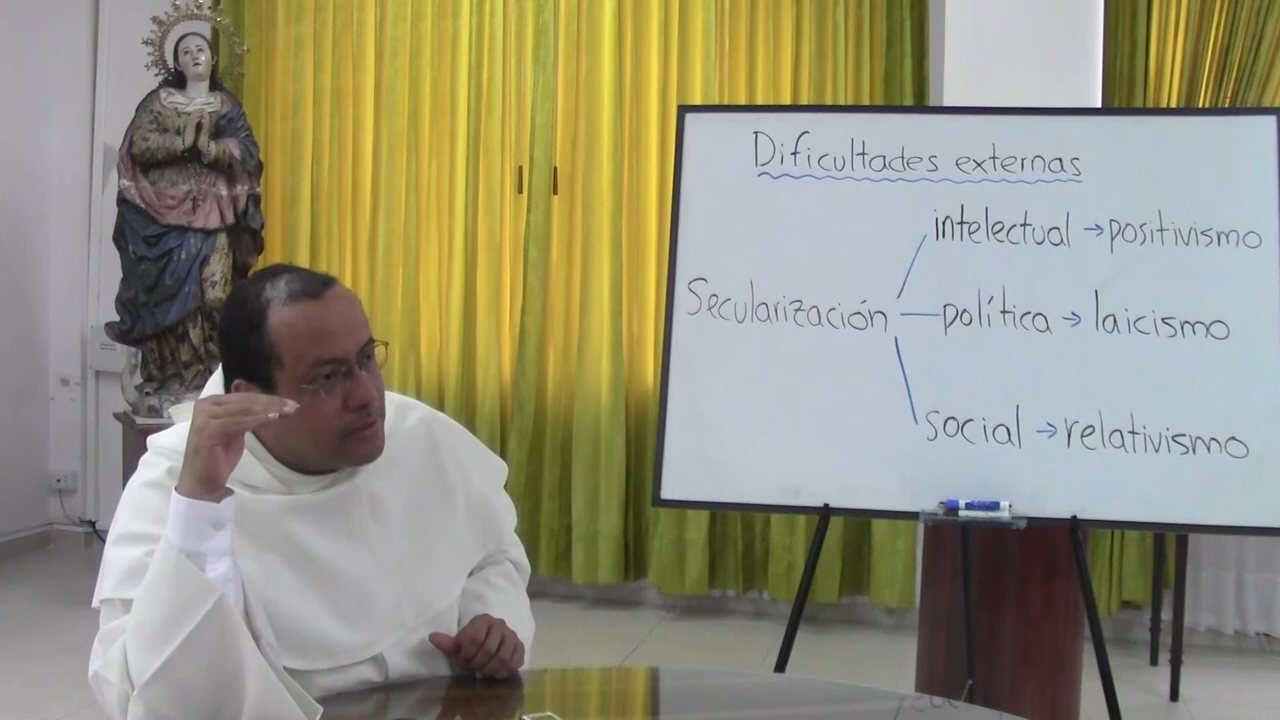 Dificultades externas
intelectual → positivismo
Secularización
política → laicismo
social → relativismo